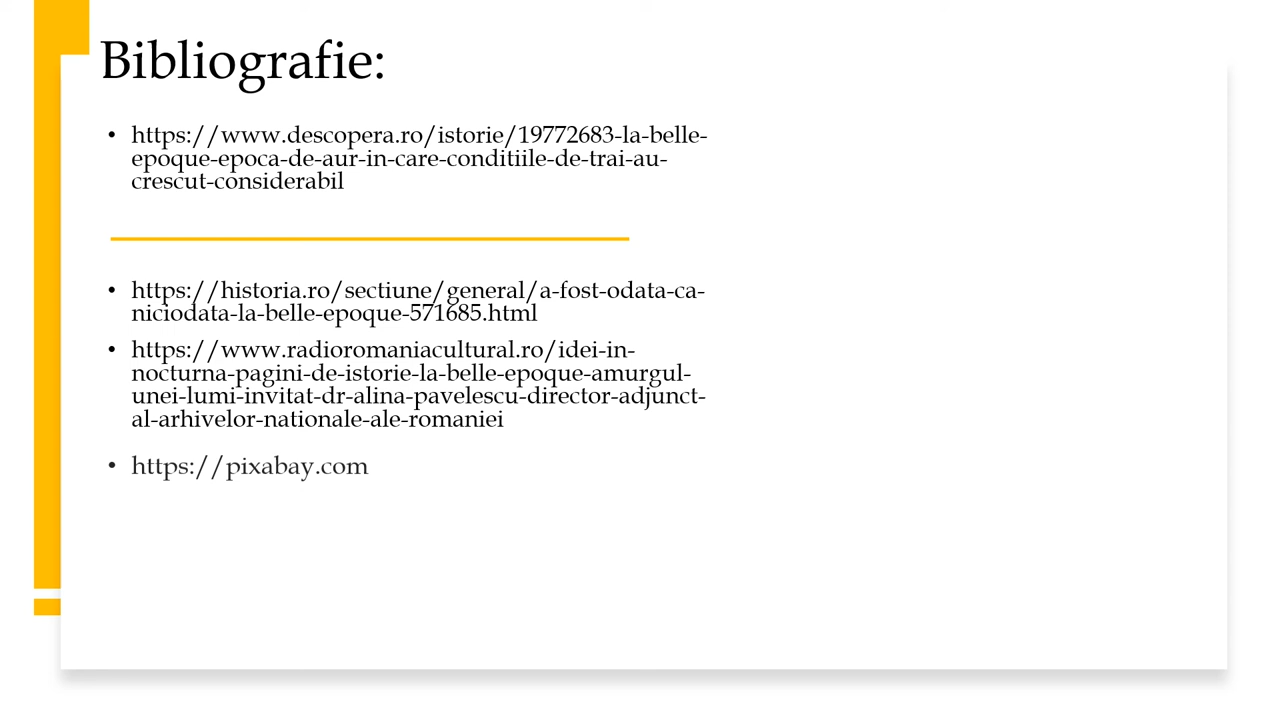 Bibliografie:
• https://www.descopera.ro/istorie/19772683-la-belle-
epoque-epoca-de-aur-in-care-conditiile-de-trai-au-
crescut-considerabil
• https://historia.ro/sectiune/general/a-fost-odata-ca-
niciodata-la-belle-epoque-571685.html
• https://www.radioromaniacultural.ro/idei-in-
nocturna-pagini-de-istorie-la-belle-epoque-amurgul-
unei-lumi-invitat-dr-alina-pavelescu-director-adjunct-
al-arhivelor-nationale-ale-romaniei
• https://pixabay.com